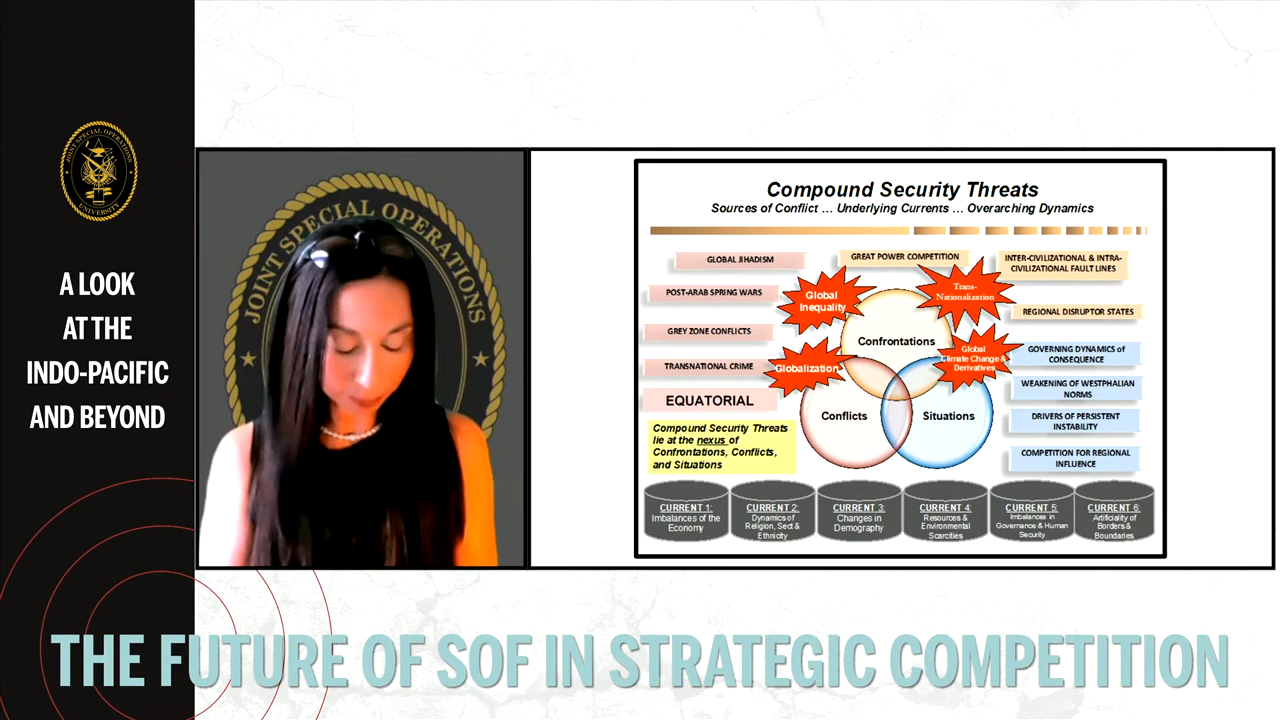 JOINT SPECIAL OPERATIONS
UNIVERSITY
A LOOK
AT THE
INDO-PACIFIC
AND BEYOND
JOINT SPECIAL OPERATIONS
Compound Security Threats
Sources of Conflict ... Underlying Currents ... Overarching Dynamics
GLOBAL JIHADISM
POST-ARAB SPRING WARS
GREY ZONE CONFLICTS
TRANSNATIONAL CRIME
EQUATORIAL
Compound Security Threats
lie at the nexus of
Confrontations, Conflicts,
and Situations
GREAT POWER COMPETITION
Global
Inequality
Trans-
Nationalization
Globalization
Global
Climate Change &
Derivatives
Confrontations
Conflicts
Situations
INTER-CIVILIZATIONAL & INTRA-
CIVILIZATIONAL FAULT LINES
REGIONAL DISRUPTOR STATES
GOVERNING DYNAMICS of
CONSEQUENCE
WEAKENING OF WESTPHALIAN
NORMS
DRIVERS OF PERSISTENT
INSTABILITY
COMPETITION FOR REGIONAL
INFLUENCE
CURRENT 1:
Imbalances of the
Economy
CURRENT 2:
Dynamics of
Religion, Sect &
Ethnicity
CURRENT 3:
Changes in
Demography
CURRENT 4:
Resources &
Environmental
Scarcities
CURRENT 5:
Imbalances in
Governance & Human
Security
CURRENT 6:
Artificiality of
Borders &
Boundaries
THE FUTURE OF SOF IN STRATEGIC COMPETITION